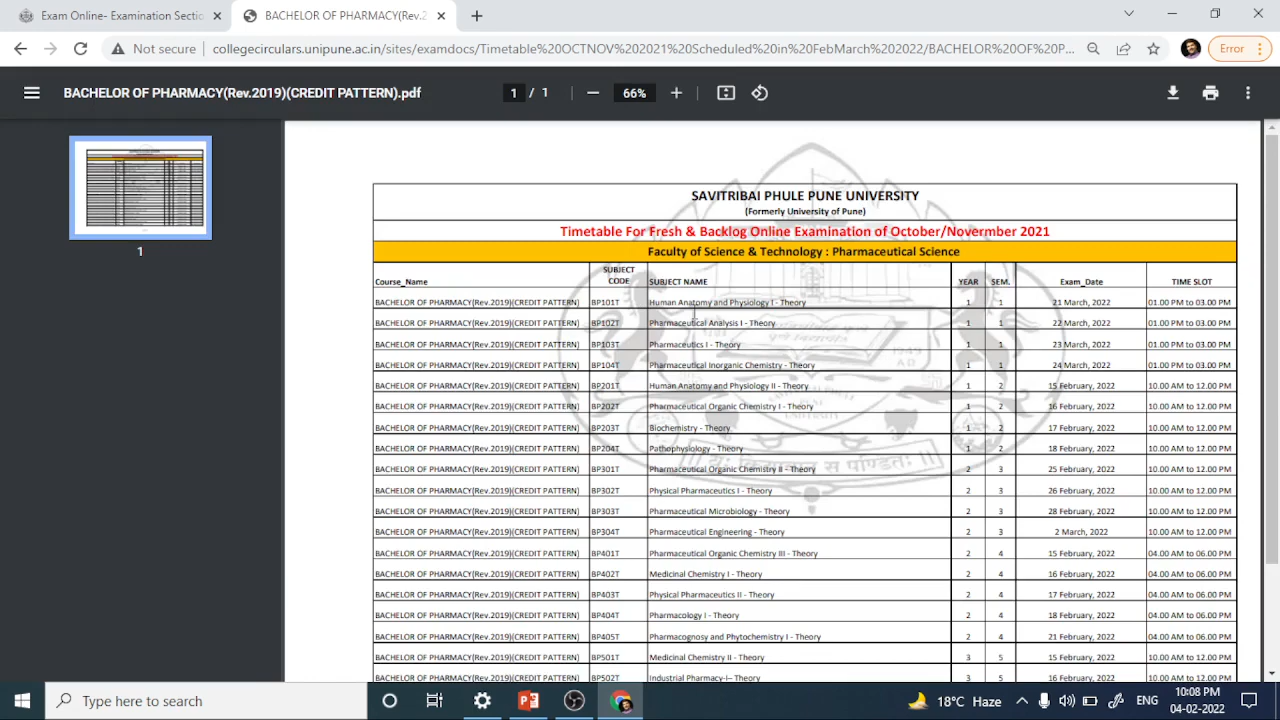 Exam Online- Examination Sectio
BACHELOR OF PHARMACY(Rev.2
Not secure
collegecirculars.unipune.ac.in/sites/examdocs/Timetable%20OCTNOV%202021%20Scheduled%20in%20FebMarch%202022/BACHELOR%20OF%20P...
Error
BACHELOR OF PHARMACY(Rev.2019)(CREDIT PATTERN).pdf
1 / 1
66%
1
SAVITRIBAI PHULE PUNE UNIVERSITY
(Formerly University of Pune)
Timetable For Fresh & Backlog Online Examination of October/Novermber 2021
Faculty of Science & Technology : Pharmaceutical Science
Course_Name SUBJECT CODE SUBJECT NAME YEAR SEM. Exam_Date TIME SLOT
BACHELOR OF PHARMACY(Rev.2019)(CREDIT PATTERN) BP101T Human Anatomy and Physiology I - Theory 1 1 21 March, 2022 01.00 PM to 03.00 PM
BACHELOR OF PHARMACY(Rev.2019)(CREDIT PATTERN) BP102T Pharmaceutical Analysis I - Theory 1 1 22 March, 2022 01.00 PM to 03.00 PM
BACHELOR OF PHARMACY(Rev.2019)(CREDIT PATTERN) BP103T Pharmaceutics I - Theory 1 1 23 March, 2022 01.00 PM to 03.00 PM
BACHELOR OF PHARMACY(Rev.2019)(CREDIT PATTERN) BP104T Pharmaceutical Inorganic Chemistry - Theory 1 1 24 March, 2022 01.00 PM to 03.00 PM
BACHELOR OF PHARMACY(Rev.2019)(CREDIT PATTERN) BP201T Human Anatomy and Physiology II - Theory 1 2 15 February, 2022 10.00 AM to 12.00 PM
BACHELOR OF PHARMACY(Rev.2019)(CREDIT PATTERN) BP202T Pharmaceutical Organic Chemistry I - Theory 1 2 16 February, 2022 10.00 AM to 12.00 PM
BACHELOR OF PHARMACY(Rev.2019)(CREDIT PATTERN) BP203T Biochemistry - Theory 1 2 17 February, 2022 10.00 AM to 12.00 PM
BACHELOR OF PHARMACY(Rev.2019)(CREDIT PATTERN) BP204T Pathophysiology - Theory 1 2 18 February, 2022 10.00 AM to 12.00 PM
BACHELOR OF PHARMACY(Rev.2019)(CREDIT PATTERN) BP301T Pharmaceutical Organic Chemistry II - Theory 2 3 25 February, 2022 10.00 AM to 12.00 PM
BACHELOR OF PHARMACY(Rev.2019)(CREDIT PATTERN) BP302T Physical Pharmaceutics I - Theory 2 3 26 February, 2022 10.00 AM to 12.00 PM
BACHELOR OF PHARMACY(Rev.2019)(CREDIT PATTERN) BP303T Pharmaceutical Microbiology - Theory 2 3 28 February, 2022 10.00 AM to 12.00 PM
BACHELOR OF PHARMACY(Rev.2019)(CREDIT PATTERN) BP304T Pharmaceutical Engineering - Theory 2 3 2 March, 2022 10.00 AM to 12.00 PM
BACHELOR OF PHARMACY(Rev.2019)(CREDIT PATTERN) BP401T Pharmaceutical Organic Chemistry III - Theory 2 4 15 February, 2022 04.00 AM to 06.00 PM
BACHELOR OF PHARMACY(Rev.2019)(CREDIT PATTERN) BP402T Medicinal Chemistry I - Theory 2 4 16 February, 2022 04.00 AM to 06.00 PM
BACHELOR OF PHARMACY(Rev.2019)(CREDIT PATTERN) BP403T Physical Pharmaceutics II - Theory 2 4 17 February, 2022 04.00 AM to 06.00 PM
BACHELOR OF PHARMACY(Rev.2019)(CREDIT PATTERN) BP404T Pharmacology I - Theory 2 4 18 February, 2022 04.00 AM to 06.00 PM
BACHELOR OF PHARMACY(Rev.2019)(CREDIT PATTERN) BP405T Pharmacognosy and Phytochemistry I - Theory 2 4 21 February, 2022 04.00 AM to 06.00 PM
BACHELOR OF PHARMACY(Rev.2019)(CREDIT PATTERN) BP501T Medicinal Chemistry II - Theory 3 5 15 February, 2022 10.00 AM to 12.00 PM
BACHELOR OF PHARMACY(Rev.2019)(CREDIT PATTERN) BP502T Industrial Pharmacy-I– Theory 3 5 16 February, 2022 10.00 AM to 12.00 PM
Type here to search
18°C Haze
ENG
10:08 PM
04-02-2022